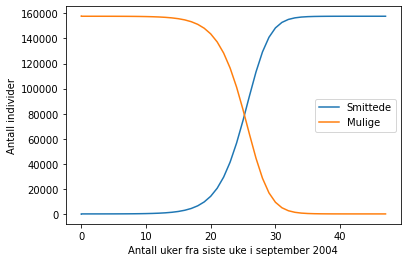 160000
140000
120000
100000
80000
60000
40000
20000
0
Antall individer
Smittede
Mulige
0 10 20 30 40
Antall uker fra siste uke i september 2004